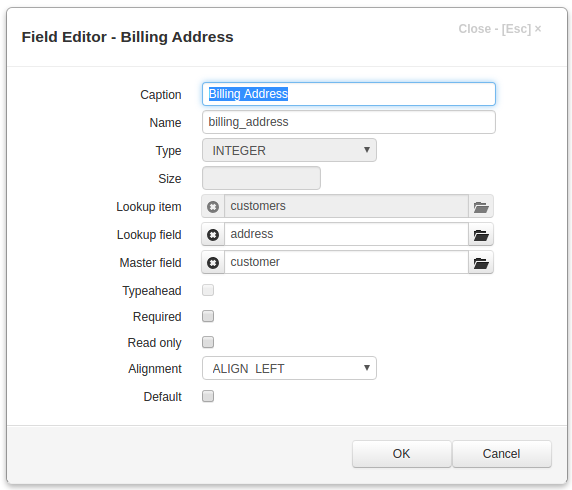 Field Editor - Billing Address
Close - [Esc] ×
Caption Billing Address
Name billing_address
Type INTEGER
Size
Lookup item customers
Lookup field address
Master field customer
Typeahead
Required
Read only
Alignment ALIGN_LEFT
Default
OK Cancel